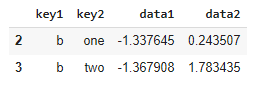 key1 key2 data1 data2
2 b one -1.337645 0.243507
3 b two -1.367908 1.783435